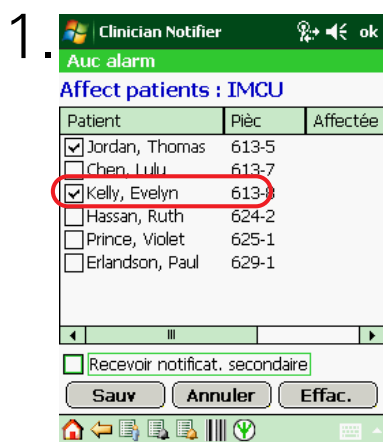 1.
Clinician Notifier ok
Auc alarm
Affect patients : IMCU
Patient Pièc Affectée
Jordan, Thomas 613-5
Chen, Lulu 613-7
Kelly, Evelyn 613-8
Hassan, Ruth 624-2
Prince, Violet 625-1
Erlandson, Paul 629-1
Recevoir notificat. secondaire
Sauv Annuler Effac.